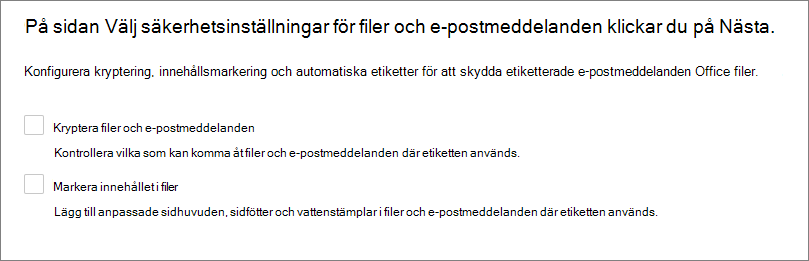 På sidan Välj säkerhetsinställningar för filer och e-postmeddelanden klickar du på Nästa.
Konfigurera kryptering, innehållsmarkering och automatiska etiketter för att skydda etiketterade e-postmeddelanden Office filer.
Kryptera filer och e-postmeddelanden
Kontrollera vilka som kan komma åt filer och e-postmeddelanden där etiketten används.
Markera innehållet i filer
Lägg till anpassade sidhuvuden, sidfötter och vattenstämplar i filer och e-postmeddelanden där etiketten används.